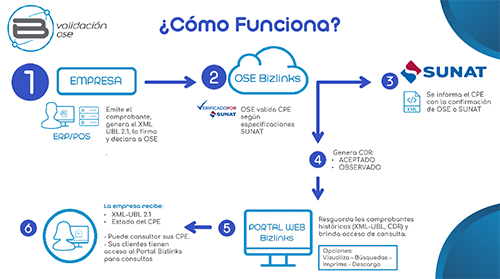 validación
ose
¿Cómo Funciona?
1
EMPRESA
Emite el
comprobante,
genera el XML
UBL 2.1, lo firma
y declara a OSE
ERP/POS
2
OSE Bizlinks
VERIFICADO POR
SUNAT
OSE valida CPE
según
especificaciones
SUNAT
3
SUNAT
XML
Se informa el CPE
con la confirmación
de OSE a SUNAT
4
Genera CDR:
• ACEPTADO
• OBSERVADO
5
PORTAL WEB
Bizlinks
Resguarda los comprobantes
históricos (XML-UBL, CDR) y
brinda acceso de consulta.
Opciones:
Visualiza - Búsquedas -
Imprime - Descarga
6
La empresa recibe:
• XML-UBL 2.1
• Estado del CPE
- Puede consultar sus CPE.
- Sus clientes tienen
acceso al Portal Bizlinks
para consultas